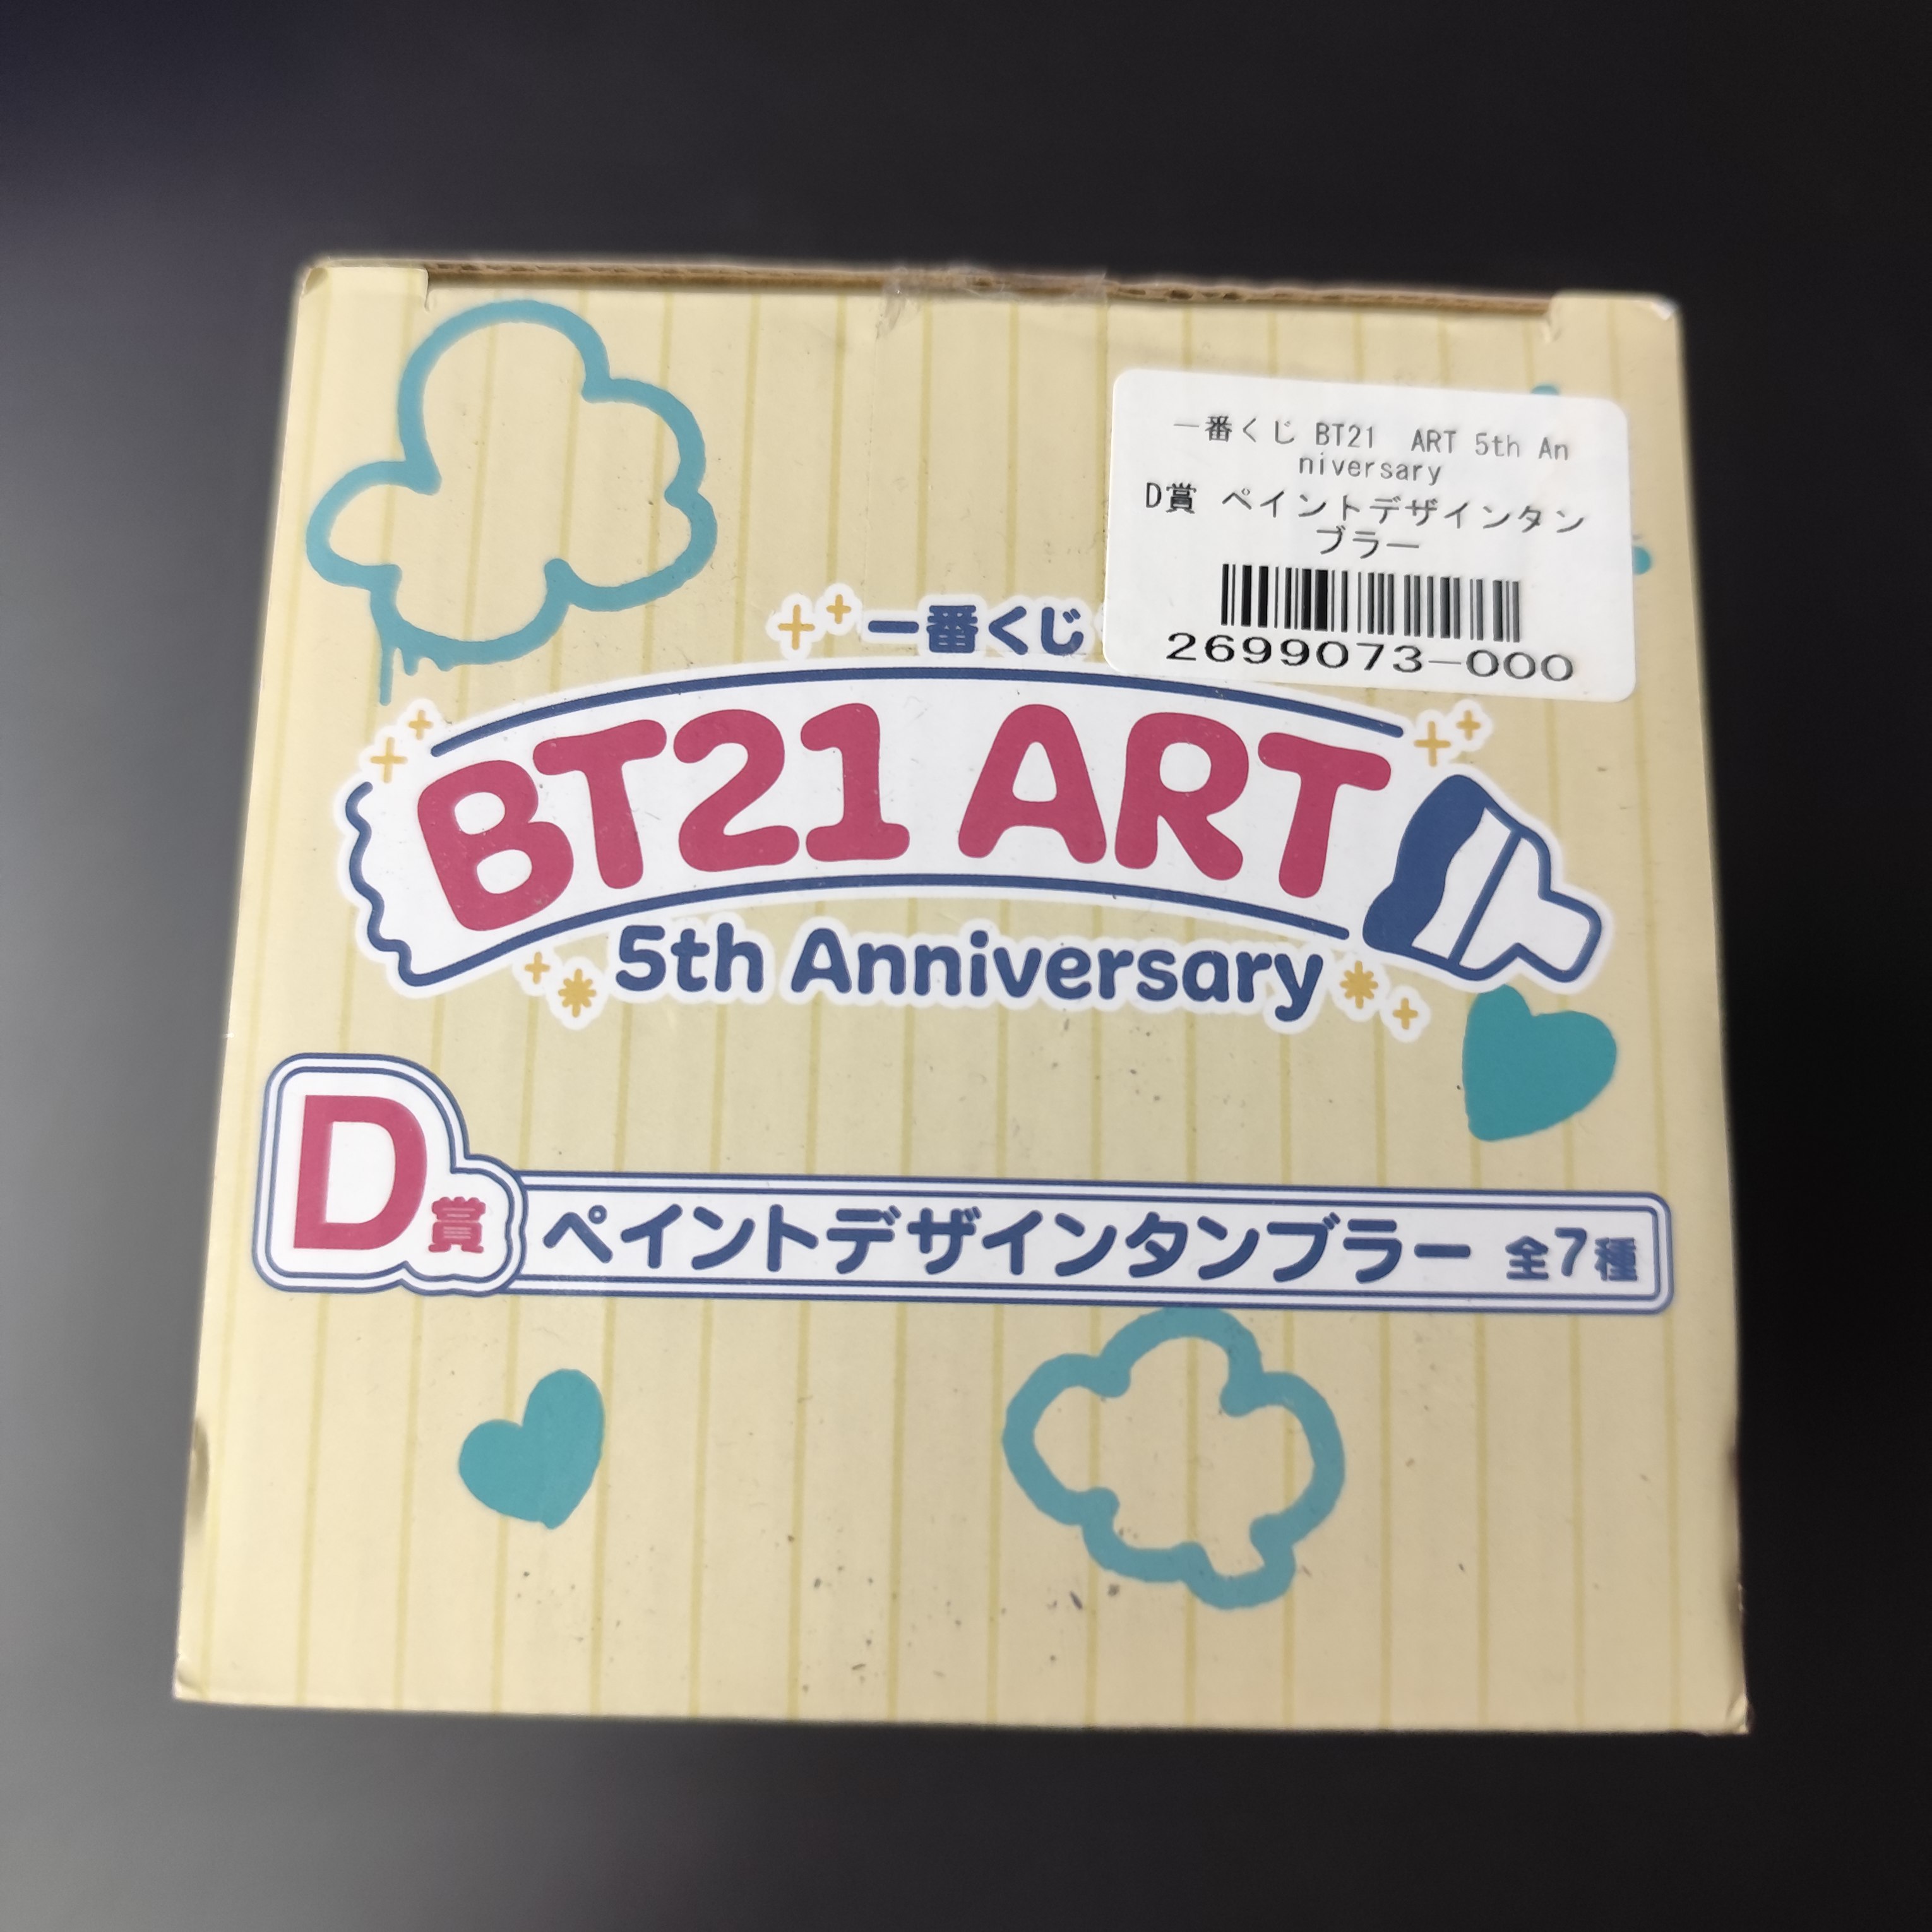 一番くじ BT21 ART 5th An
niversary
D賞 ペイントデザインタン
ブラー
2699073-000
一番くじ
BT21 ART
5th Anniversary
D賞 ペイントデザインタンブラー 全7種